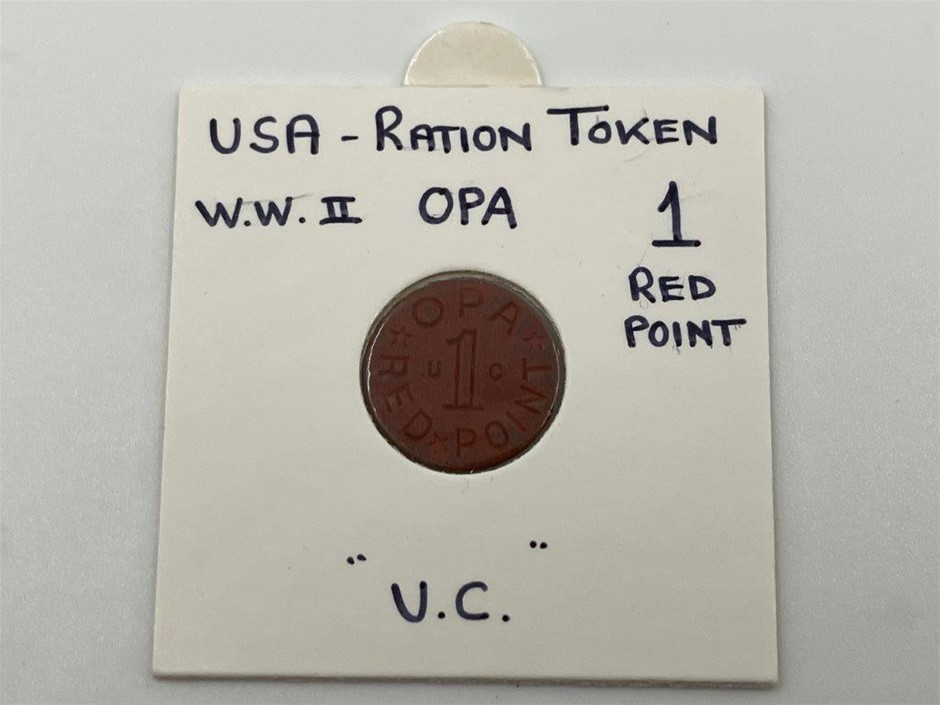 USA - RATION TOKEN
W.W. II OPA 1
RED
POINT
OPA
U 1 C
RED POINT
" "
V.C.